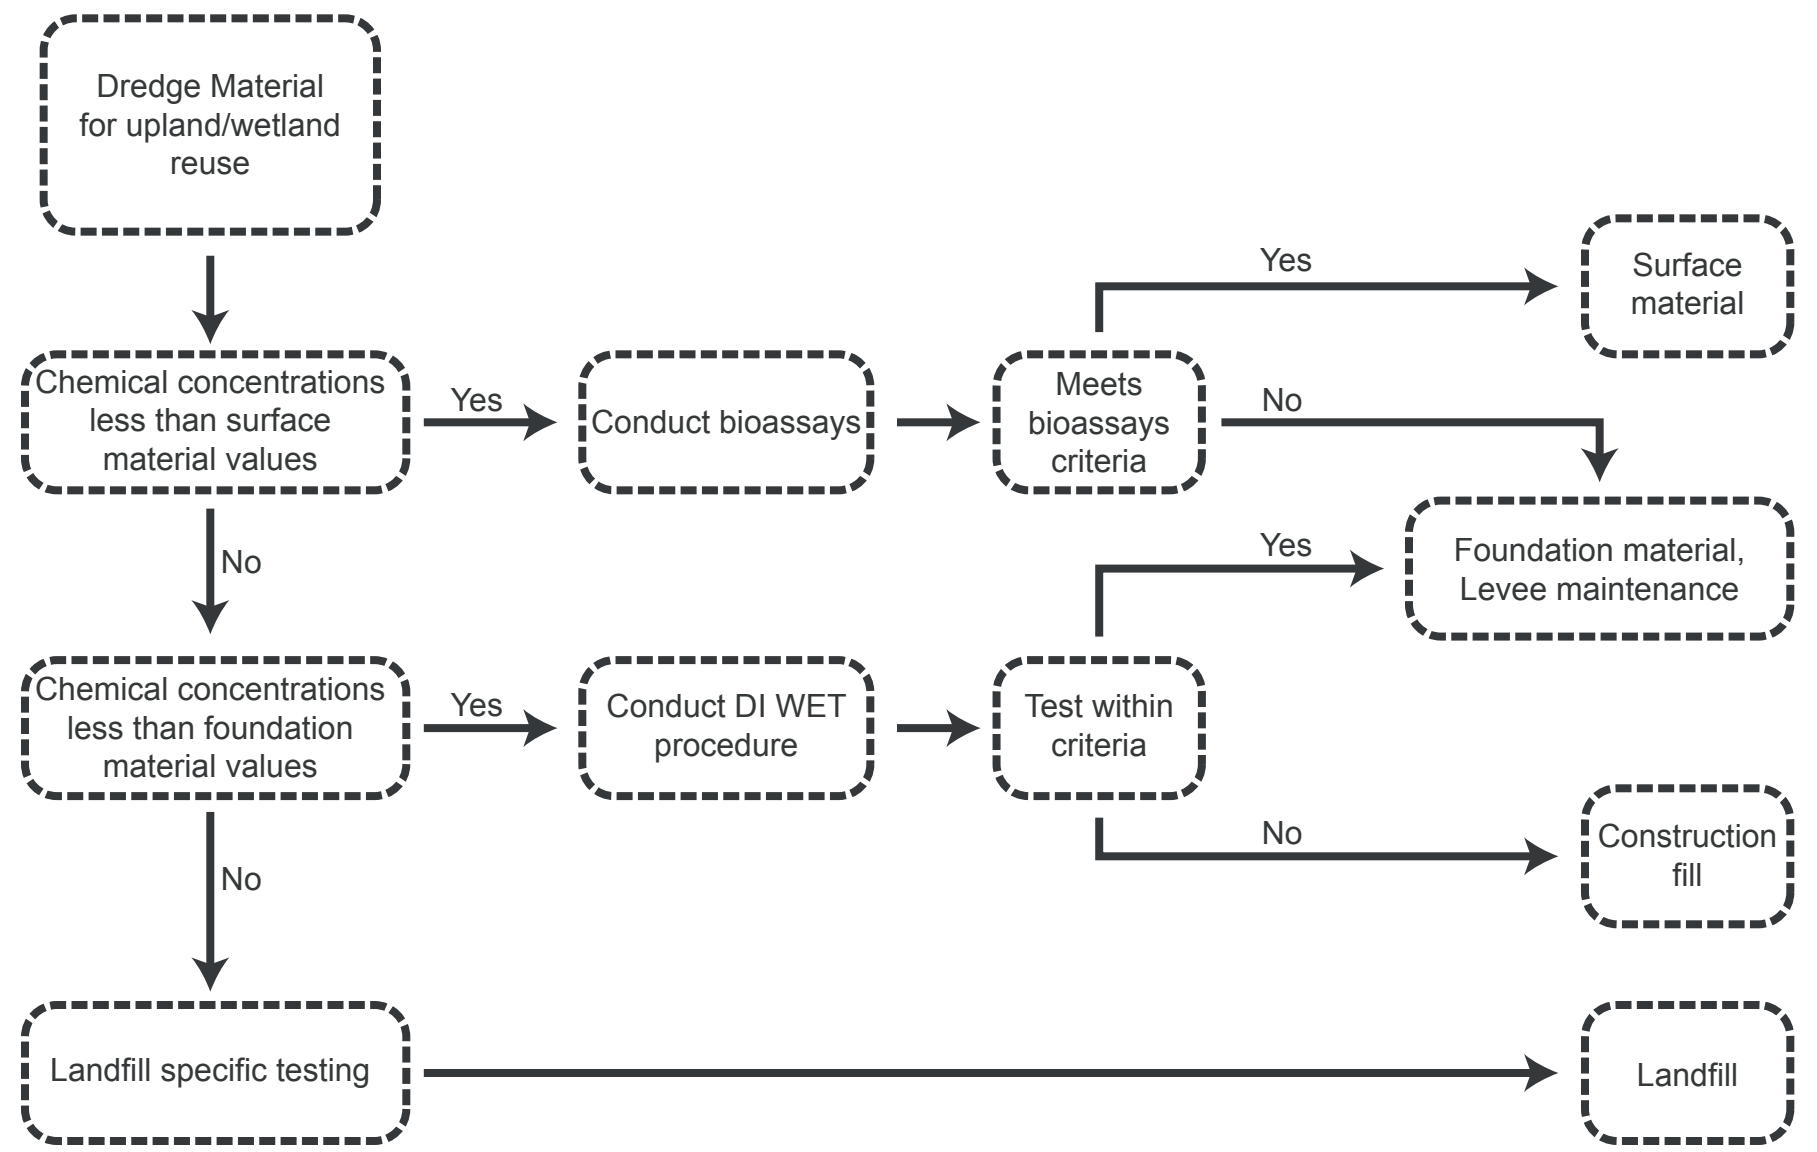 Dredge Material
for upland/wetland
reuse
Yes
Surface
material
Chemical concentrations
less than surface
material values
Yes
Conduct bioassays
Meets
bioassays
criteria
No
No
Yes
Foundation material,
Levee maintenance
Chemical concentrations
less than foundation
material values
Yes
Conduct DI WET
procedure
Test within
criteria
No
Construction
fill
No
Landfill specific testing
Landfill